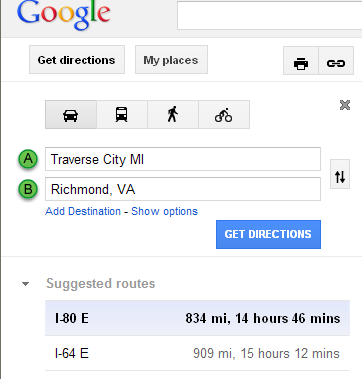 Google
Get directions My places
A Traverse City MI
B Richmond, VA
Add Destination - Show options
GET DIRECTIONS
Suggested routes
I-80 E 834 mi, 14 hours 46 mins
I-64 E 909 mi, 15 hours 12 mins